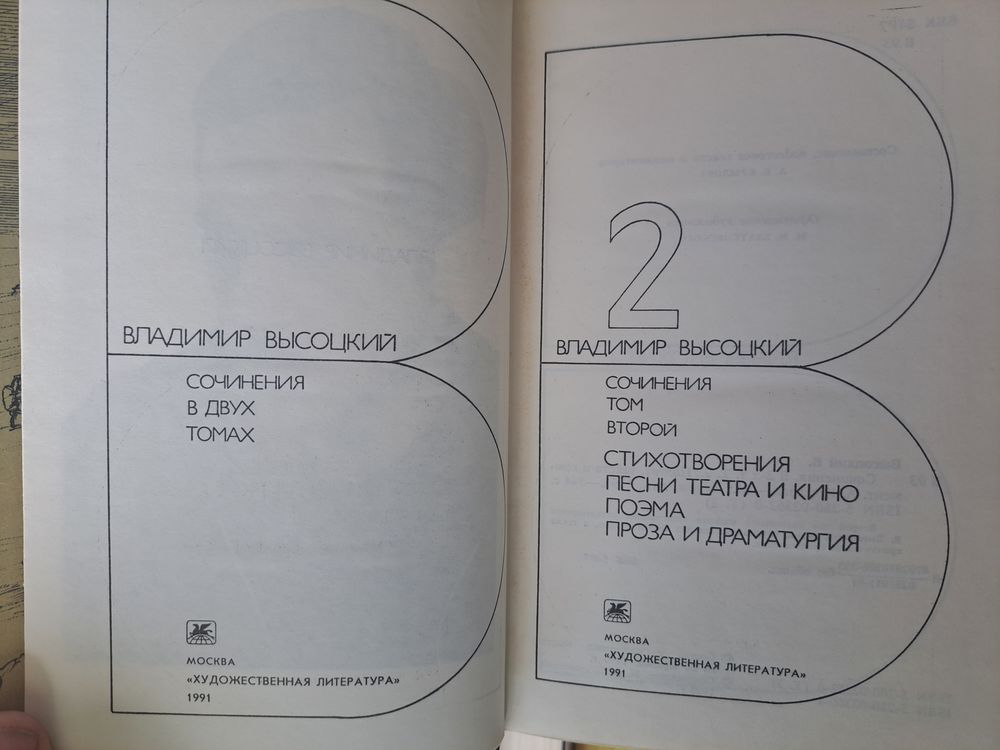 ВЛАДИМИР ВЫСОЦКИЙ
СОЧИНЕНИЯ
В ДВУХ
ТОМАХ
МОСКВА
«ХУДОЖЕСТВЕННАЯ ЛИТЕРАТУРА»
1991
2
ВЛАДИМИР ВЫСОЦКИЙ
СОЧИНЕНИЯ
ТОМ
ВТОРОЙ
СТИХОТВОРЕНИЯ
ПЕСНИ ТЕАТРА И КИНО
ПОЭМА
ПРОЗА И ДРАМАТУРГИЯ
МОСКВА
«ХУДОЖЕСТВЕННАЯ ЛИТЕРАТУРА»
1991